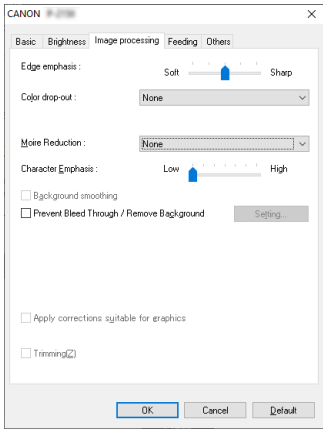 CANON
Basic Brightness Image processing Feeding Others
Edge emphasis : Soft Sharp
Color drop-out : None
Moire Reduction : None
Character Emphasis : Low High
Background smoothing
Prevent Bleed Through / Remove Background Setting...
Apply corrections suitable for graphics
Trimming(Z)
OK Cancel Default